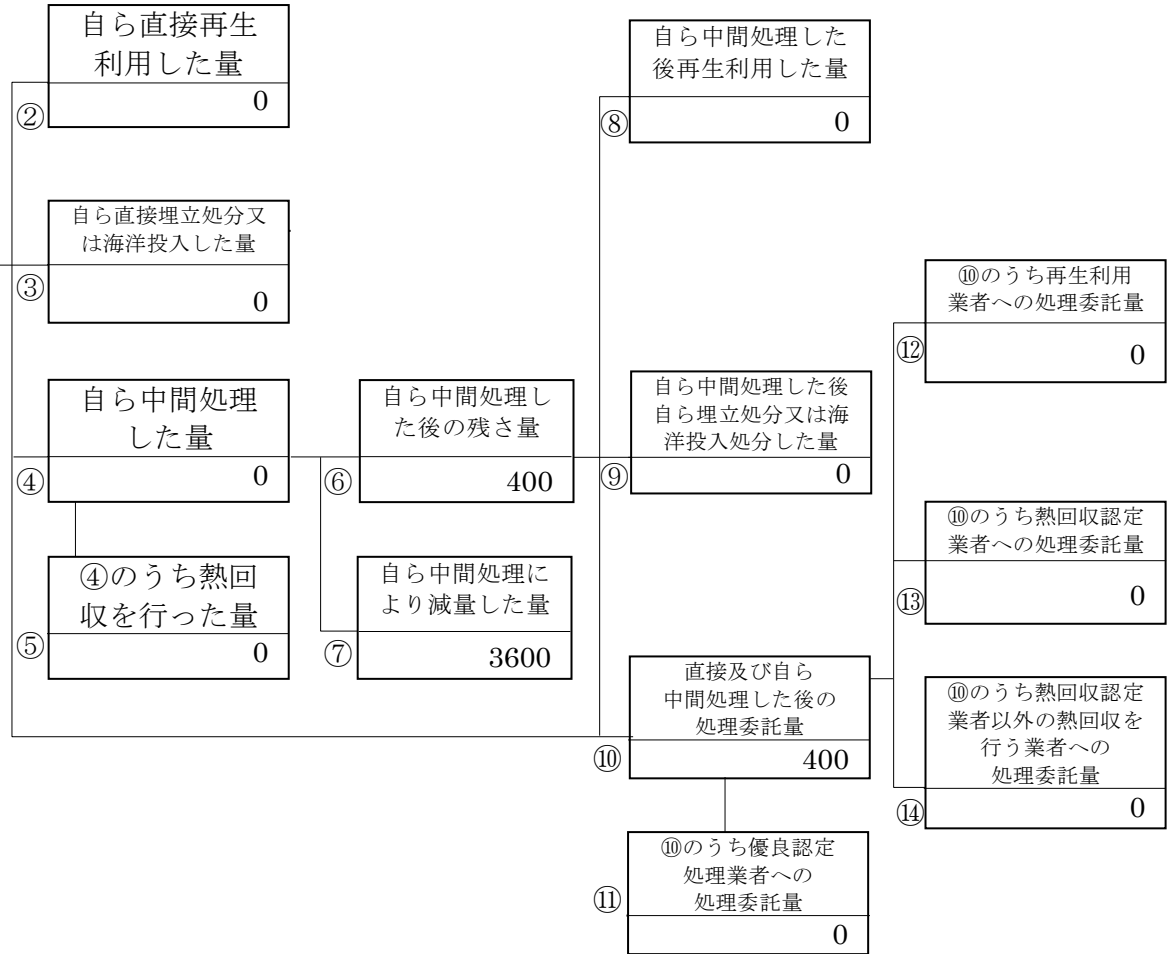 自ら直接再生
利用した量
②
0
自ら直接埋立処分又
は海洋投入した量
③
0
自ら中間処理
した量
④
0
④のうち熱回
収を行った量
⑤
0
自ら中間処理し
た後の残さ量
⑥
400
自ら中間処理に
より減量した量
⑦
3600
自ら中間処理した
後再生利用した量
⑧
0
自ら中間処理した後
自ら埋立処分又は海
洋投入処分した量
⑨
0
直接及び自ら
中間処理した後の
処理委託量
⑩
400
⑩のうち優良認定
処理業者への
処理委託量
⑪
0
⑩のうち再生利用
業者への処理委託量
⑫
0
⑩のうち熱回収認定
業者への処理委託量
⑬
0
⑩のうち熱回収認定
業者以外の熱回収を
行う業者への
処理委託量
⑭
0